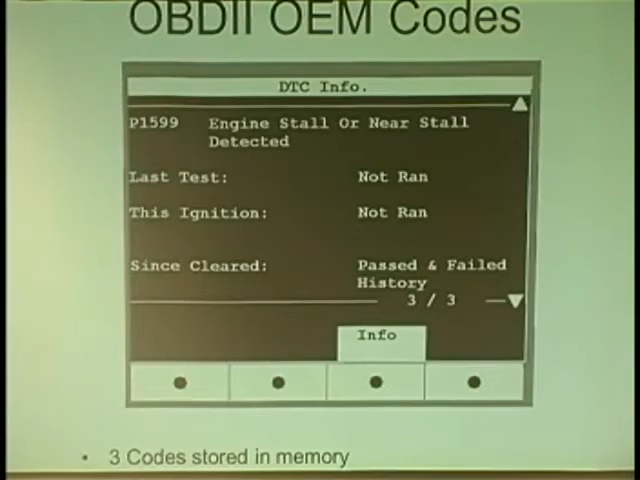 OBDII OEM Codes
DTC Info.
P1599 Engine Stall Or Near Stall
Detected
Last Test: Not Ran
This Ignition: Not Ran
Since Cleared: Passed & Failed
History
3 / 3
Info
• 3 Codes stored in memory